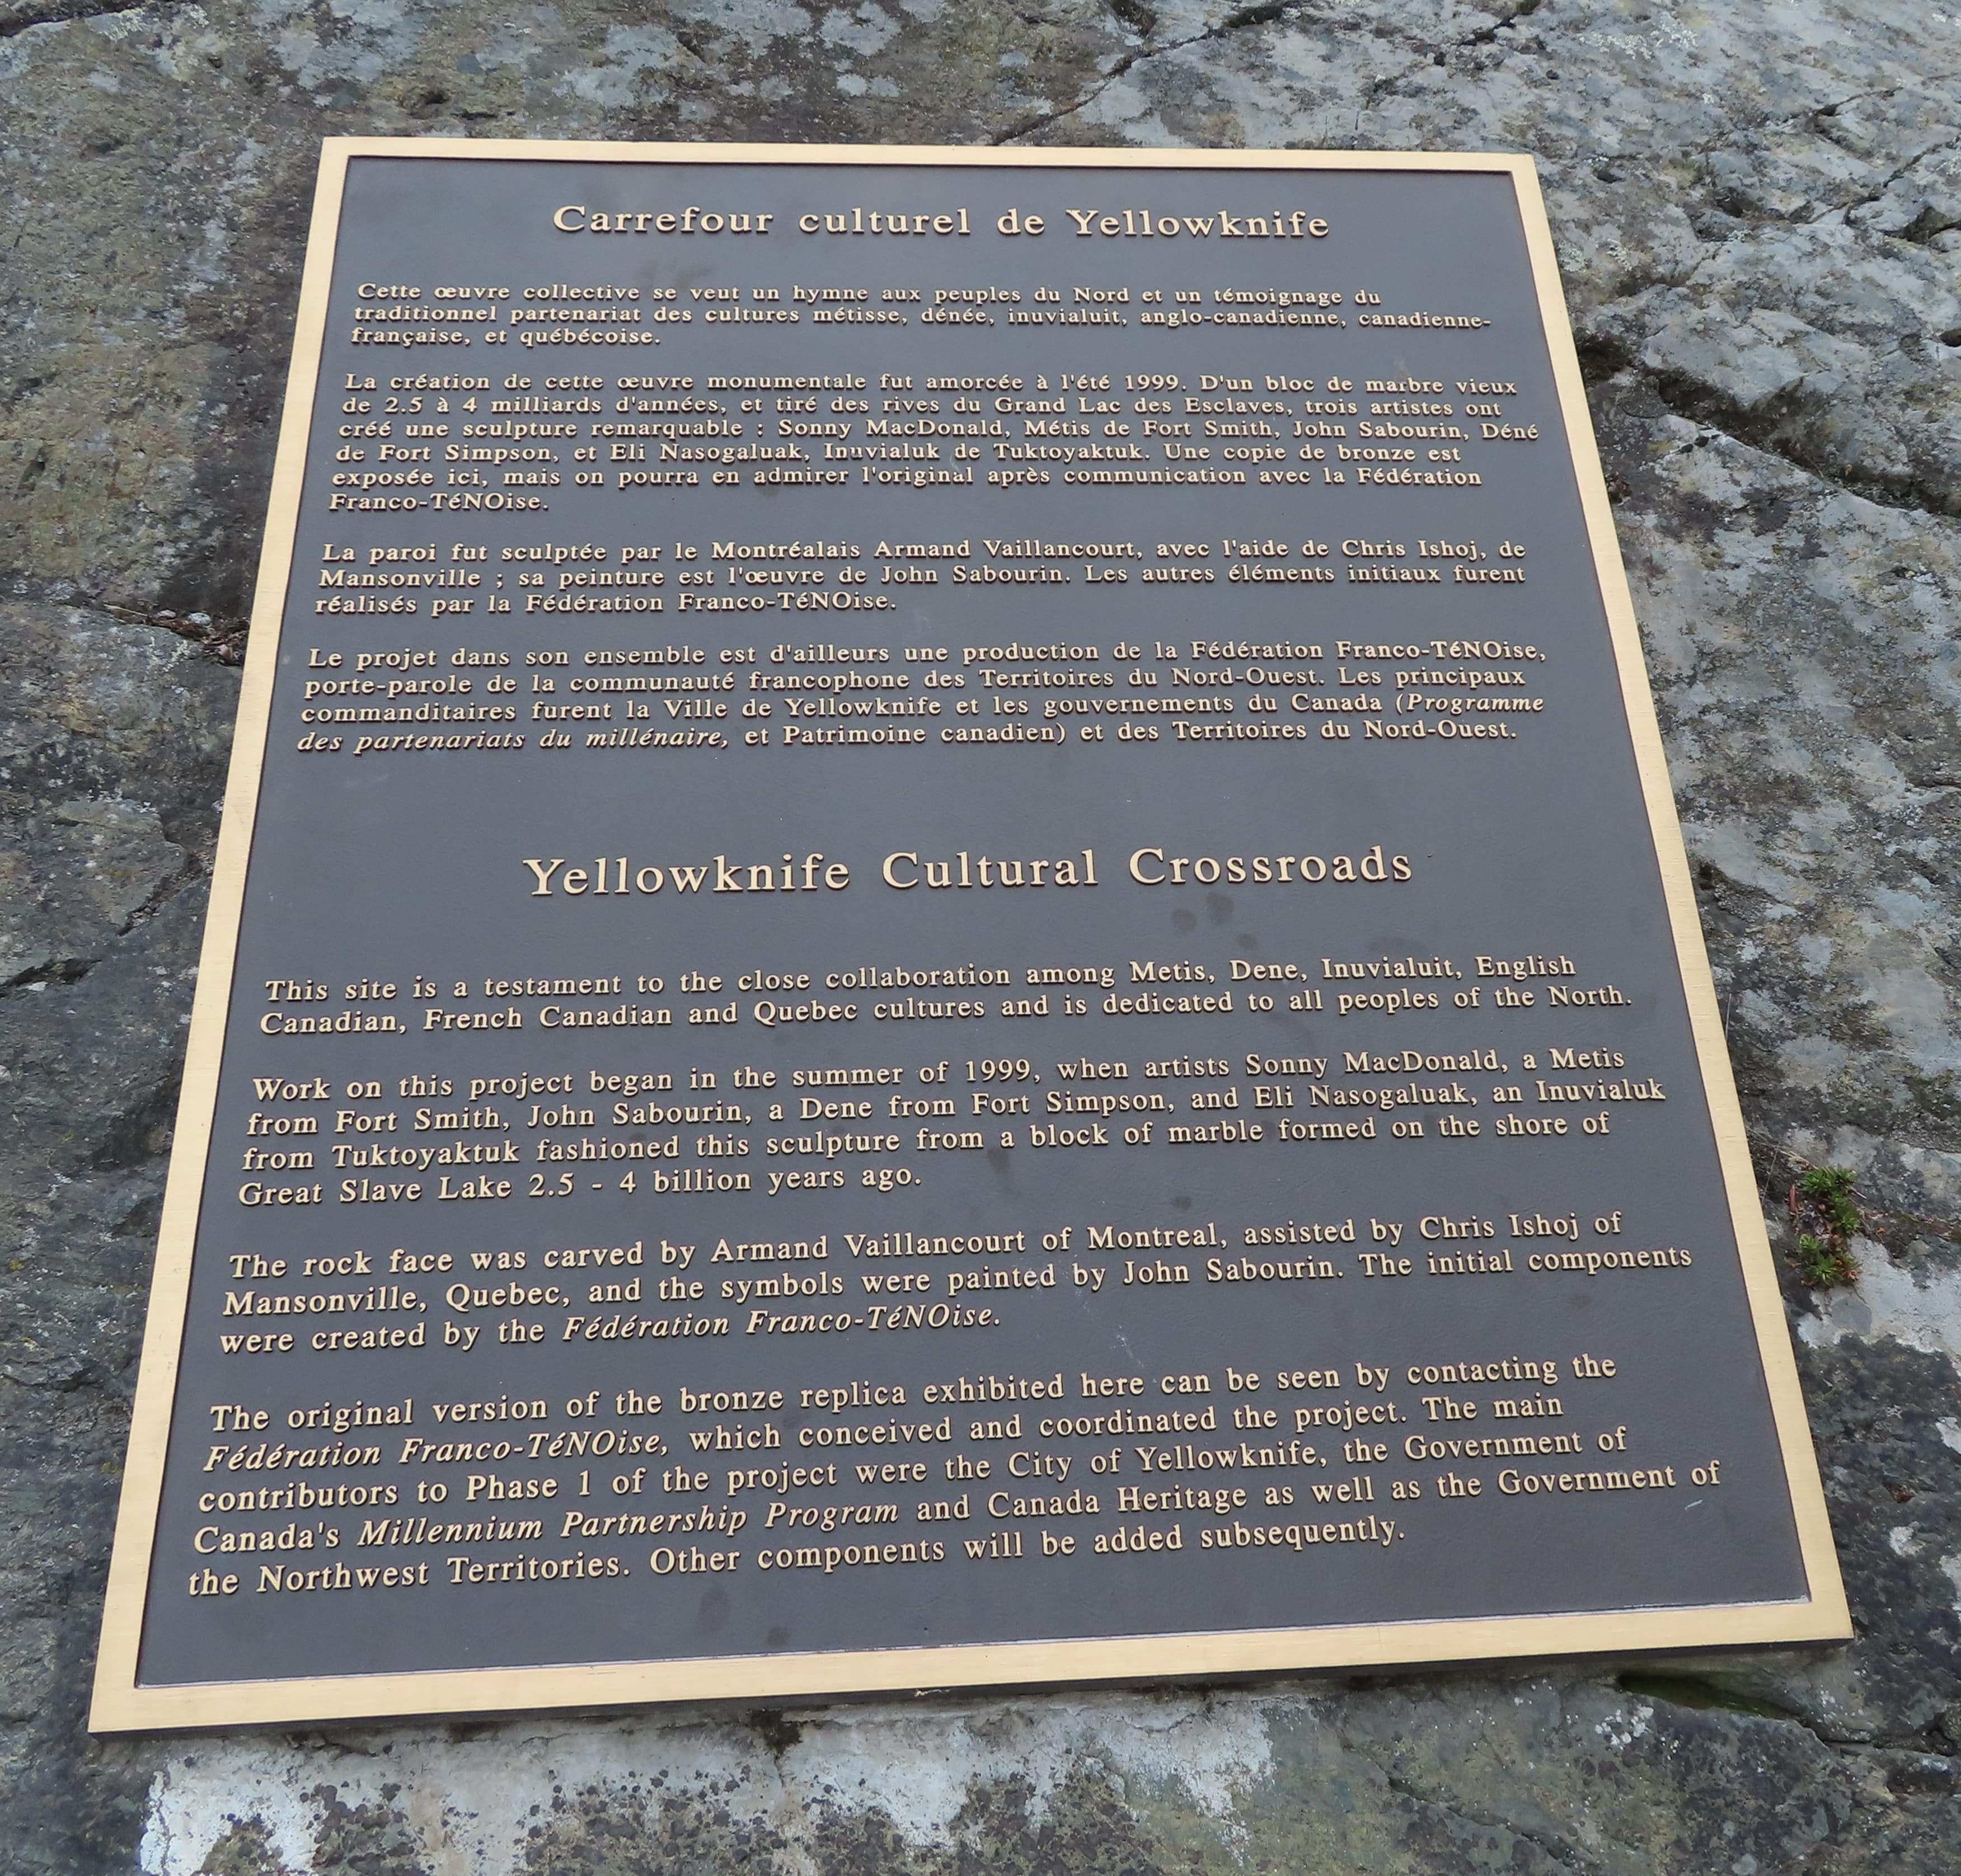 Carrefour culturel de Yellowknife
Cette œuvre collective se veut un hymne aux peuples du Nord et un témoignage du
traditionnel partenariat des cultures métisse, dénée, inuvialuit, anglo-canadienne, canadienne-
française, et québécoise.
La création de cette œuvre monumentale fut amorcée à l'été 1999. D'un bloc de marbre vieux
de 2.5 à 4 milliards d'années, et tiré des rives du Grand Lac des Esclaves, trois artistes ont
créé une sculpture remarquable : Sonny MacDonald, Métis de Fort Smith, John Sabourin, Déné
de Fort Simpson, et Eli Nasogaluak, Inuvialuk de Tuktoyaktuk. Une copie de bronze est
exposée ici, mais on pourra en admirer l'original après communication avec la Fédération
Franco-TéNOise.
La paroi fut sculptée par le Montréalais Armand Vaillancourt, avec l'aide de Chris Ishoj, de
Mansonville ; sa peinture est l'œuvre de John Sabourin. Les autres éléments initiaux furent
réalisés par la Fédération Franco-TéNOise.
Le projet dans son ensemble est d'ailleurs une production de la Fédération Franco-TéNOise,
porte-parole de la communauté francophone des Territoires du Nord-Ouest. Les principaux
commanditaires furent la Ville de Yellowknife et les gouvernements du Canada (Programme
des partenariats du millénaire, et Patrimoine canadien) et des Territoires du Nord-Ouest.
Yellowknife Cultural Crossroads
This site is a testament to the close collaboration among Metis, Dene, Inuvialuit, English
Canadian, French Canadian and Quebec cultures and is dedicated to all peoples of the North.
Work on this project began in the summer of 1999, when artists Sonny MacDonald, a Metis
from Fort Smith, John Sabourin, a Dene from Fort Simpson, and Eli Nasogaluak, an Inuvialuk
from Tuktoyaktuk fashioned this sculpture from a block of marble formed on the shore of
Great Slave Lake 2.5 - 4 billion years ago.
The rock face was carved by Armand Vaillancourt of Montreal, assisted by Chris Ishoj of
Mansonville, Quebec, and the symbols were painted by John Sabourin. The initial components
were created by the Fédération Franco-TéNOise.
The original version of the bronze replica exhibited here can be seen by contacting the
Fédération Franco-TéNOise, which conceived and coordinated the project. The main
contributors to Phase 1 of the project were the City of Yellowknife, the Government of
Canada's Millennium Partnership Program and Canada Heritage as well as the Government of
the Northwest Territories. Other components will be added subsequently.